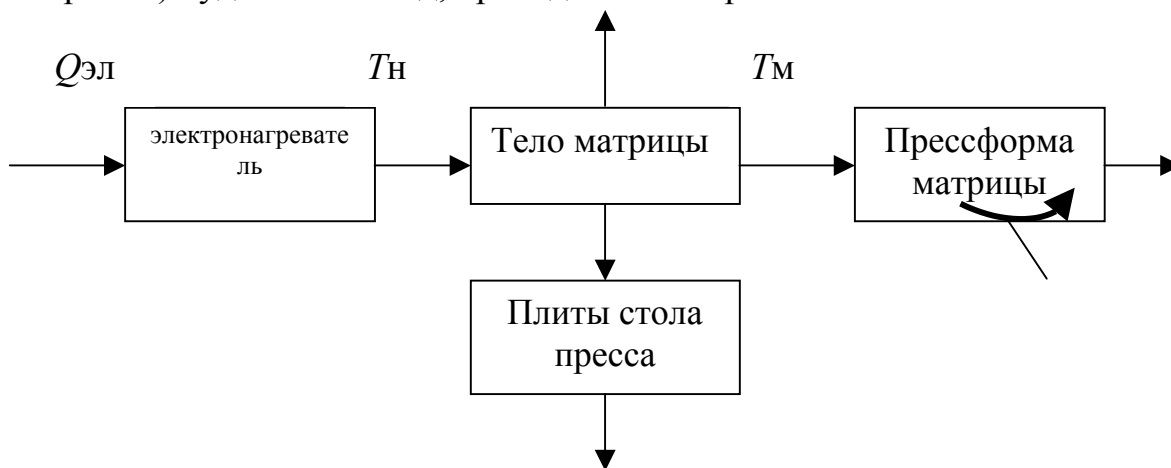 Qэл Tн Tм
электронагревате
ль
Тело матрицы
Прессформа
матрицы
Плиты стола
пресса